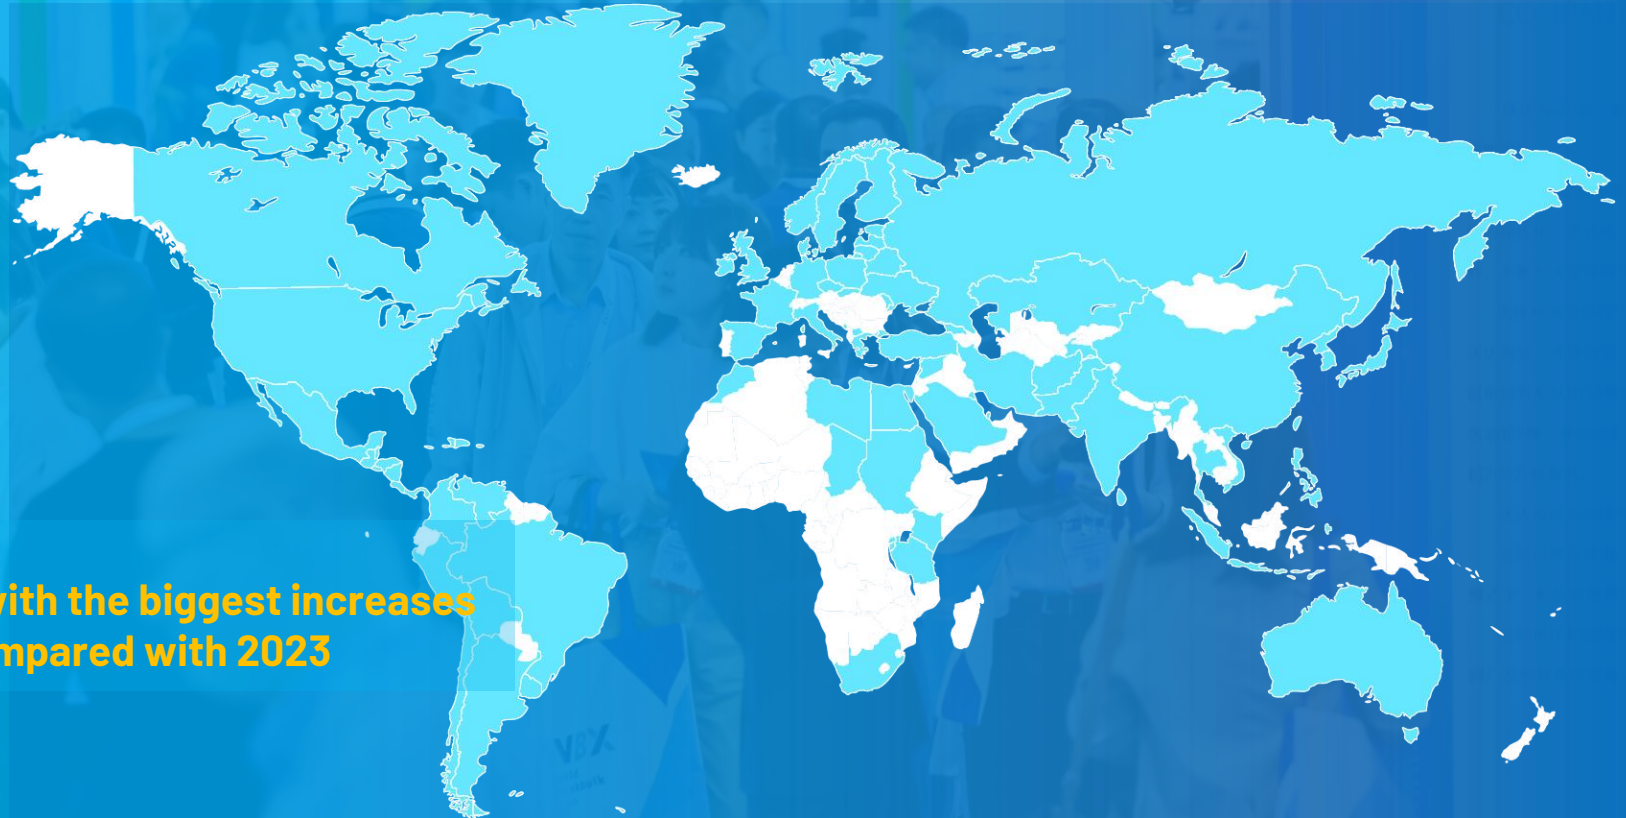 with the biggest increases
mpared with 2023